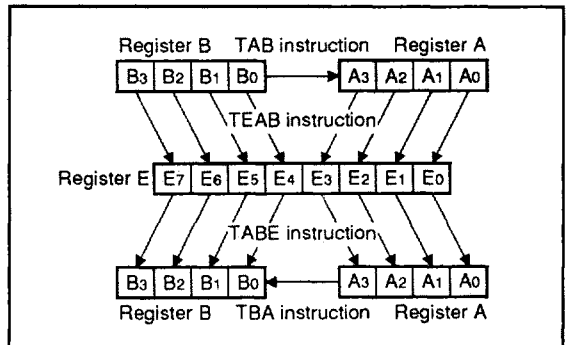 Register B TAB instruction Register A
B3 B2 B1 B0 A3 A2 A1 A0
TEAB instruction
Register E E7 E6 E5 E4 E3 E2 E1 E0
TABE instruction
B3 B2 B1 B0 A3 A2 A1 A0
Register B TBA instruction Register A